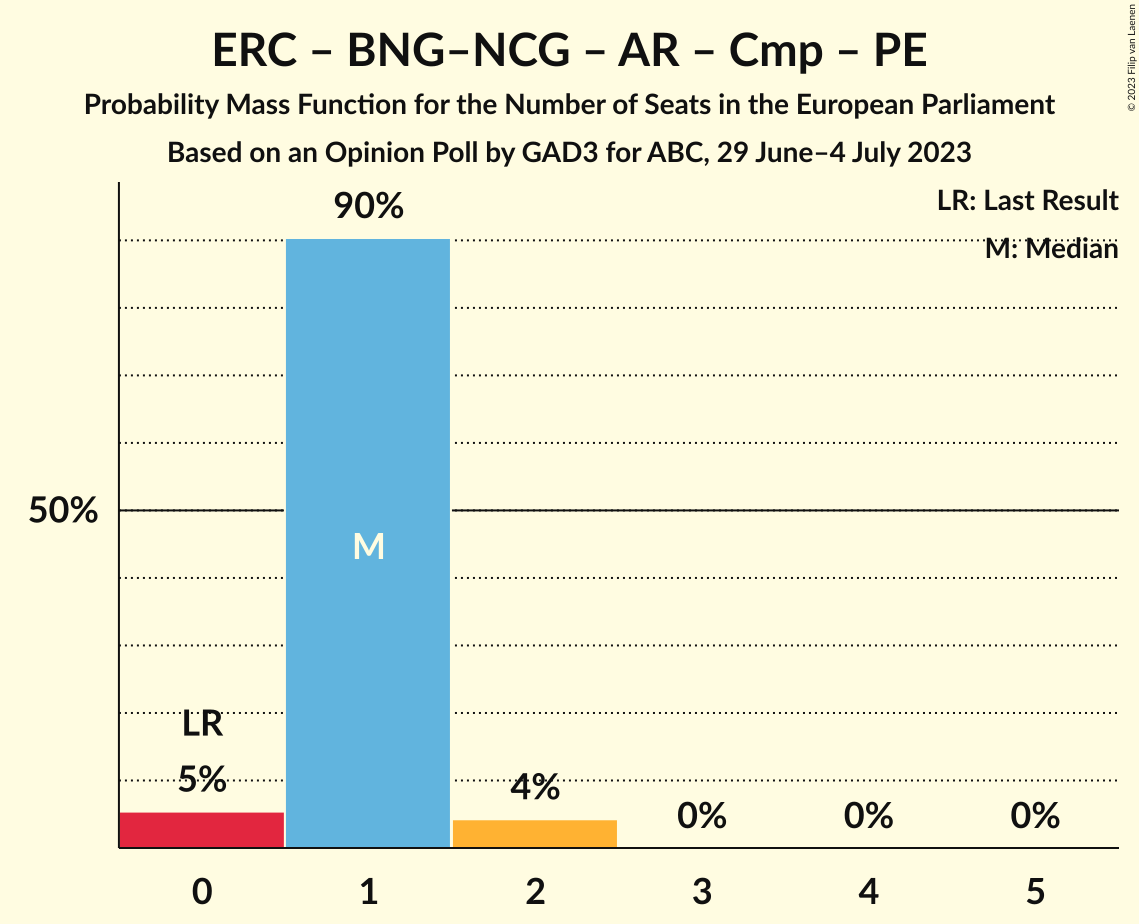 ERC – BNG–NCG – AR – Cmp – PE
Probability Mass Function for the Number of Seats in the European Parliament
Based on an Opinion Poll by GAD3 for ABC, 29 June–4 July 2023
© 2023 Filip van Laenen
LR: Last Result
M: Median
90%
50%
M
LR
5%
4%
0%
0%
0%
0
1
2
3
4
5